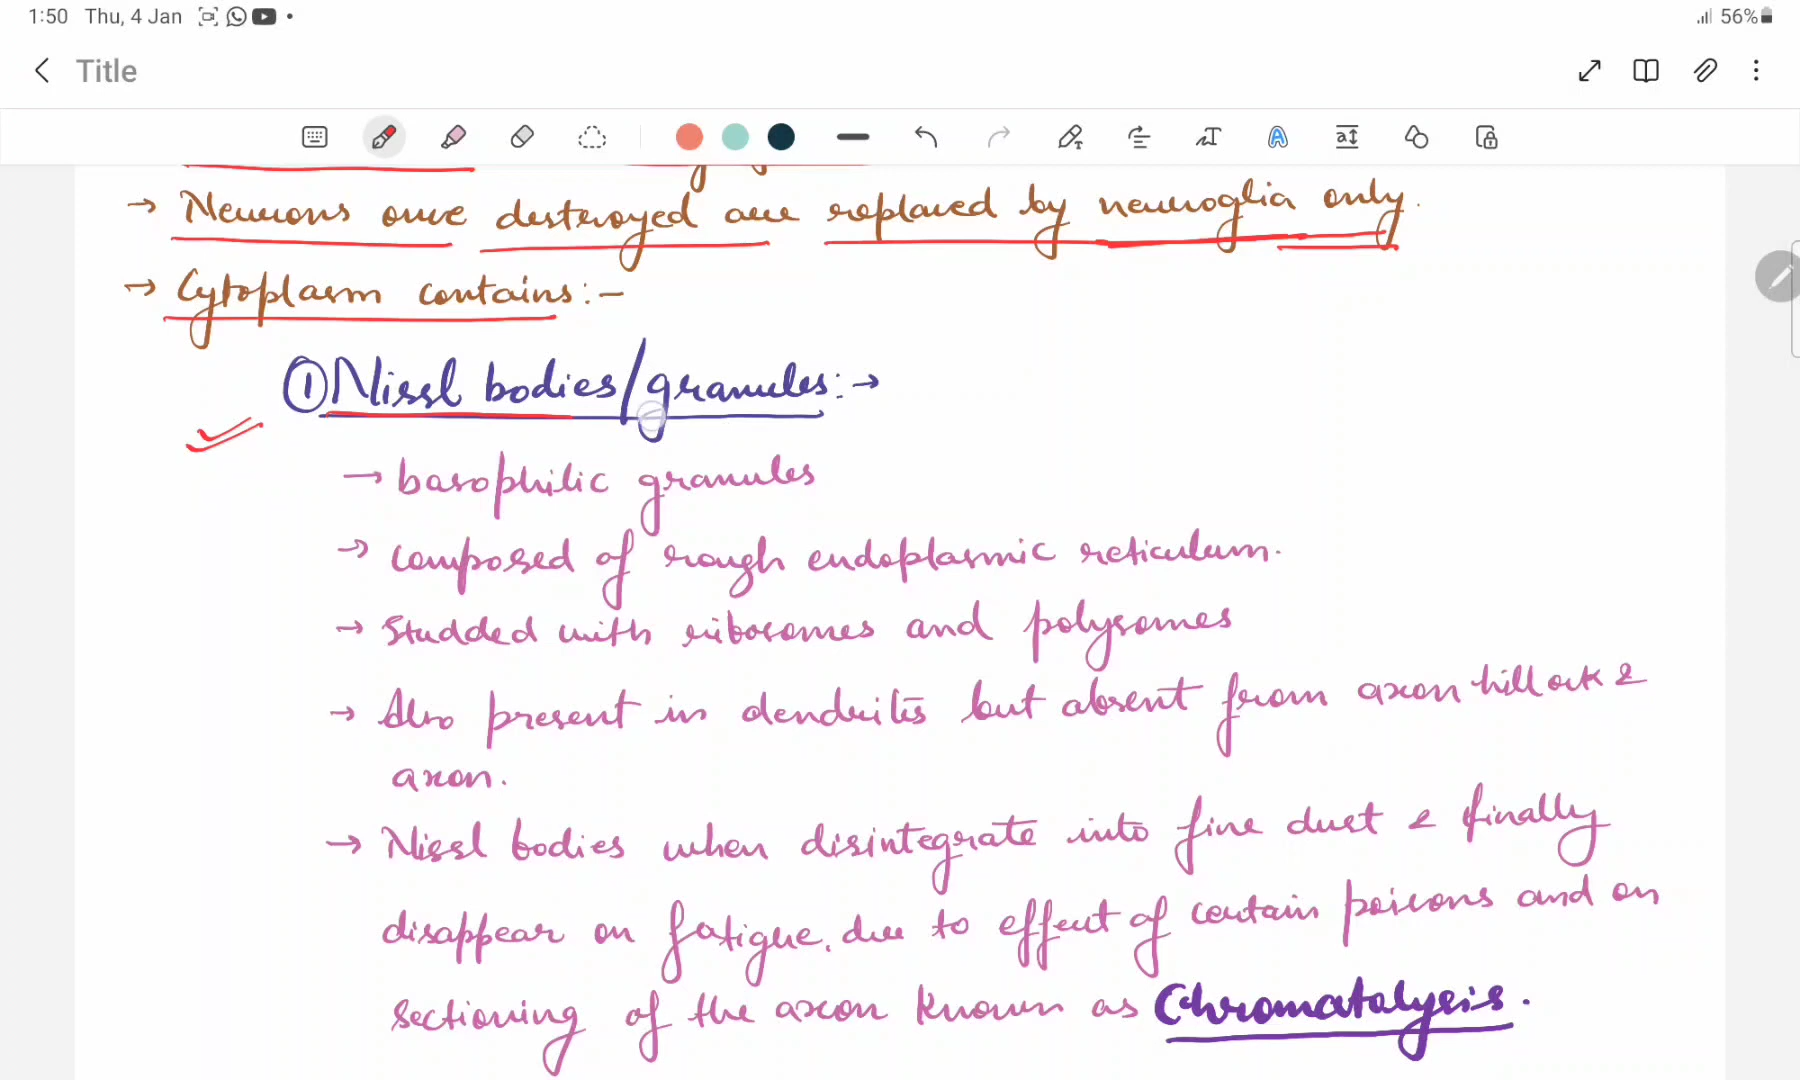 1:50 Thu, 4 Jan
56%
Title
→ Neurons once destroyed are replaced by neuroglia only.
→ Cytoplasm contains:-
① Nissl bodies/granules:→
→ basophilic granules
→ composed of rough endoplasmic reticulum.
→ Studded with ribosomes and polysomes
→ Also present in dendrites but absent from axon hillock &
axon.
→ Nissl bodies when disintegrate into fine dust & finally
disappear on fatigue, due to effect of certain poisons and on
sectioning of the axon known as Chromatalysis.